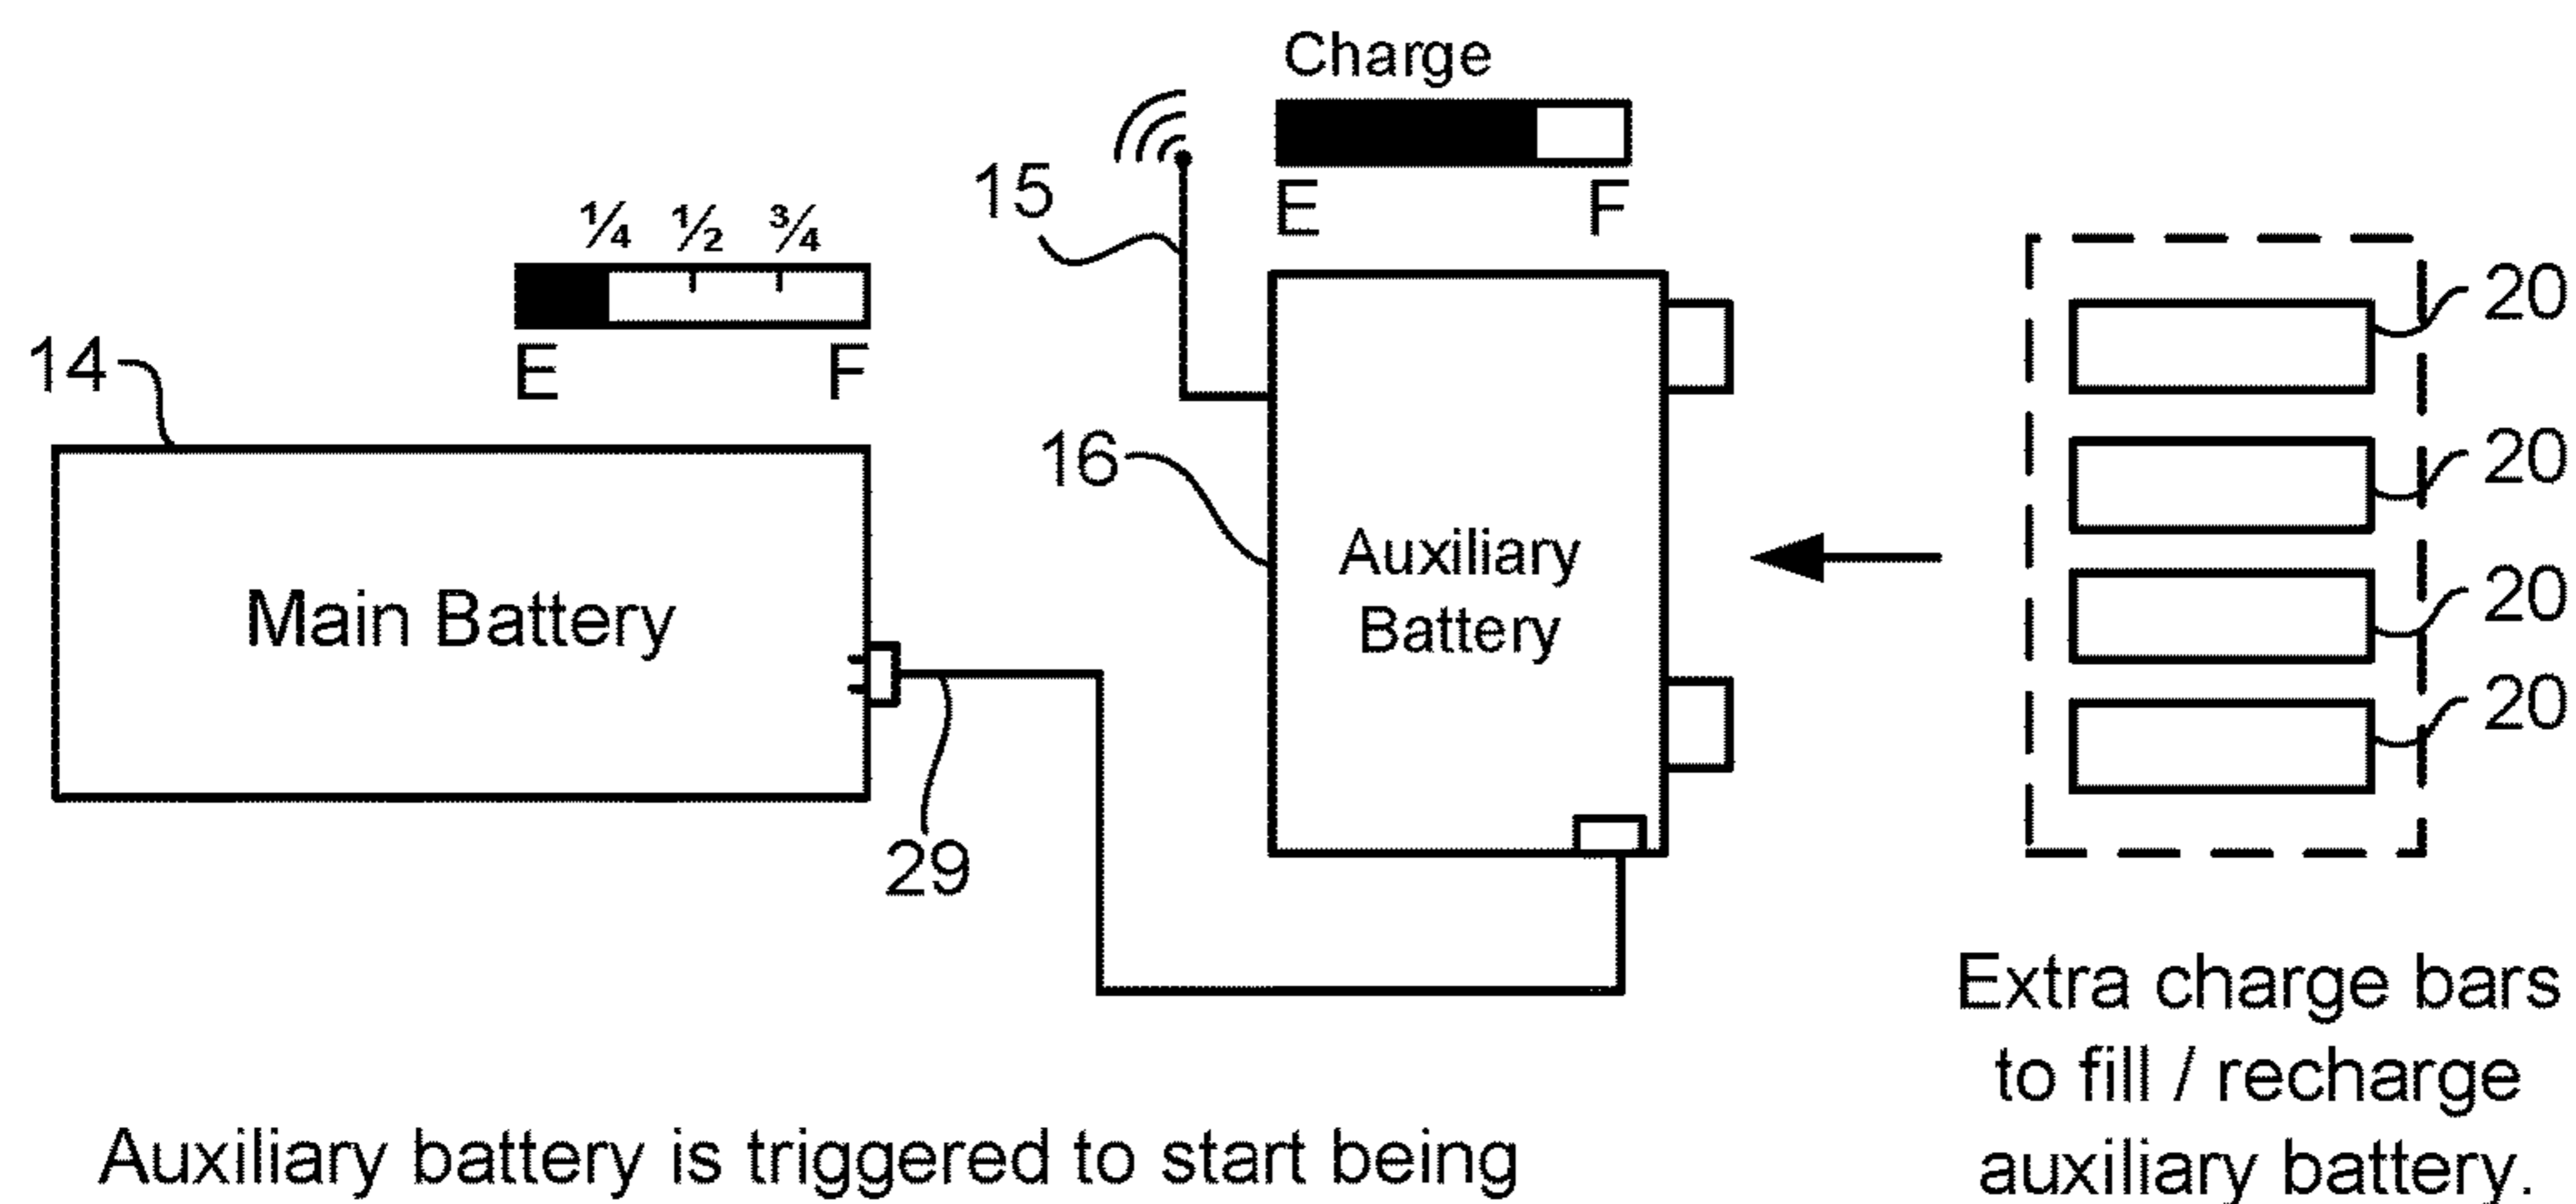 Charge
E F
15
¼ ½ ¾
E F
14
16
Main Battery
Auxiliary
Battery
29
20
20
20
20
Extra charge bars
to fill / recharge
auxiliary battery.
Auxiliary battery is triggered to start being